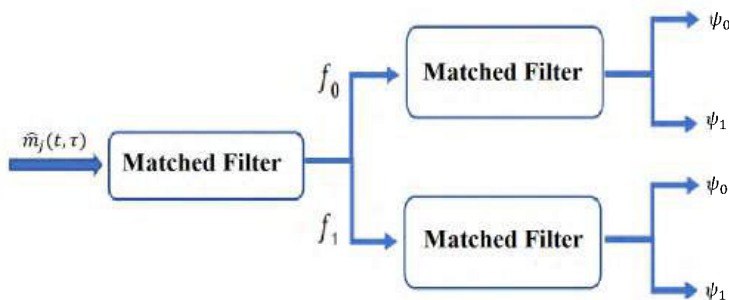 ψ₀
Matched Filter
f₀
ψ₁
m̂ⱼ(t, τ)
Matched Filter
ψ₀
f₁
Matched Filter
ψ₁